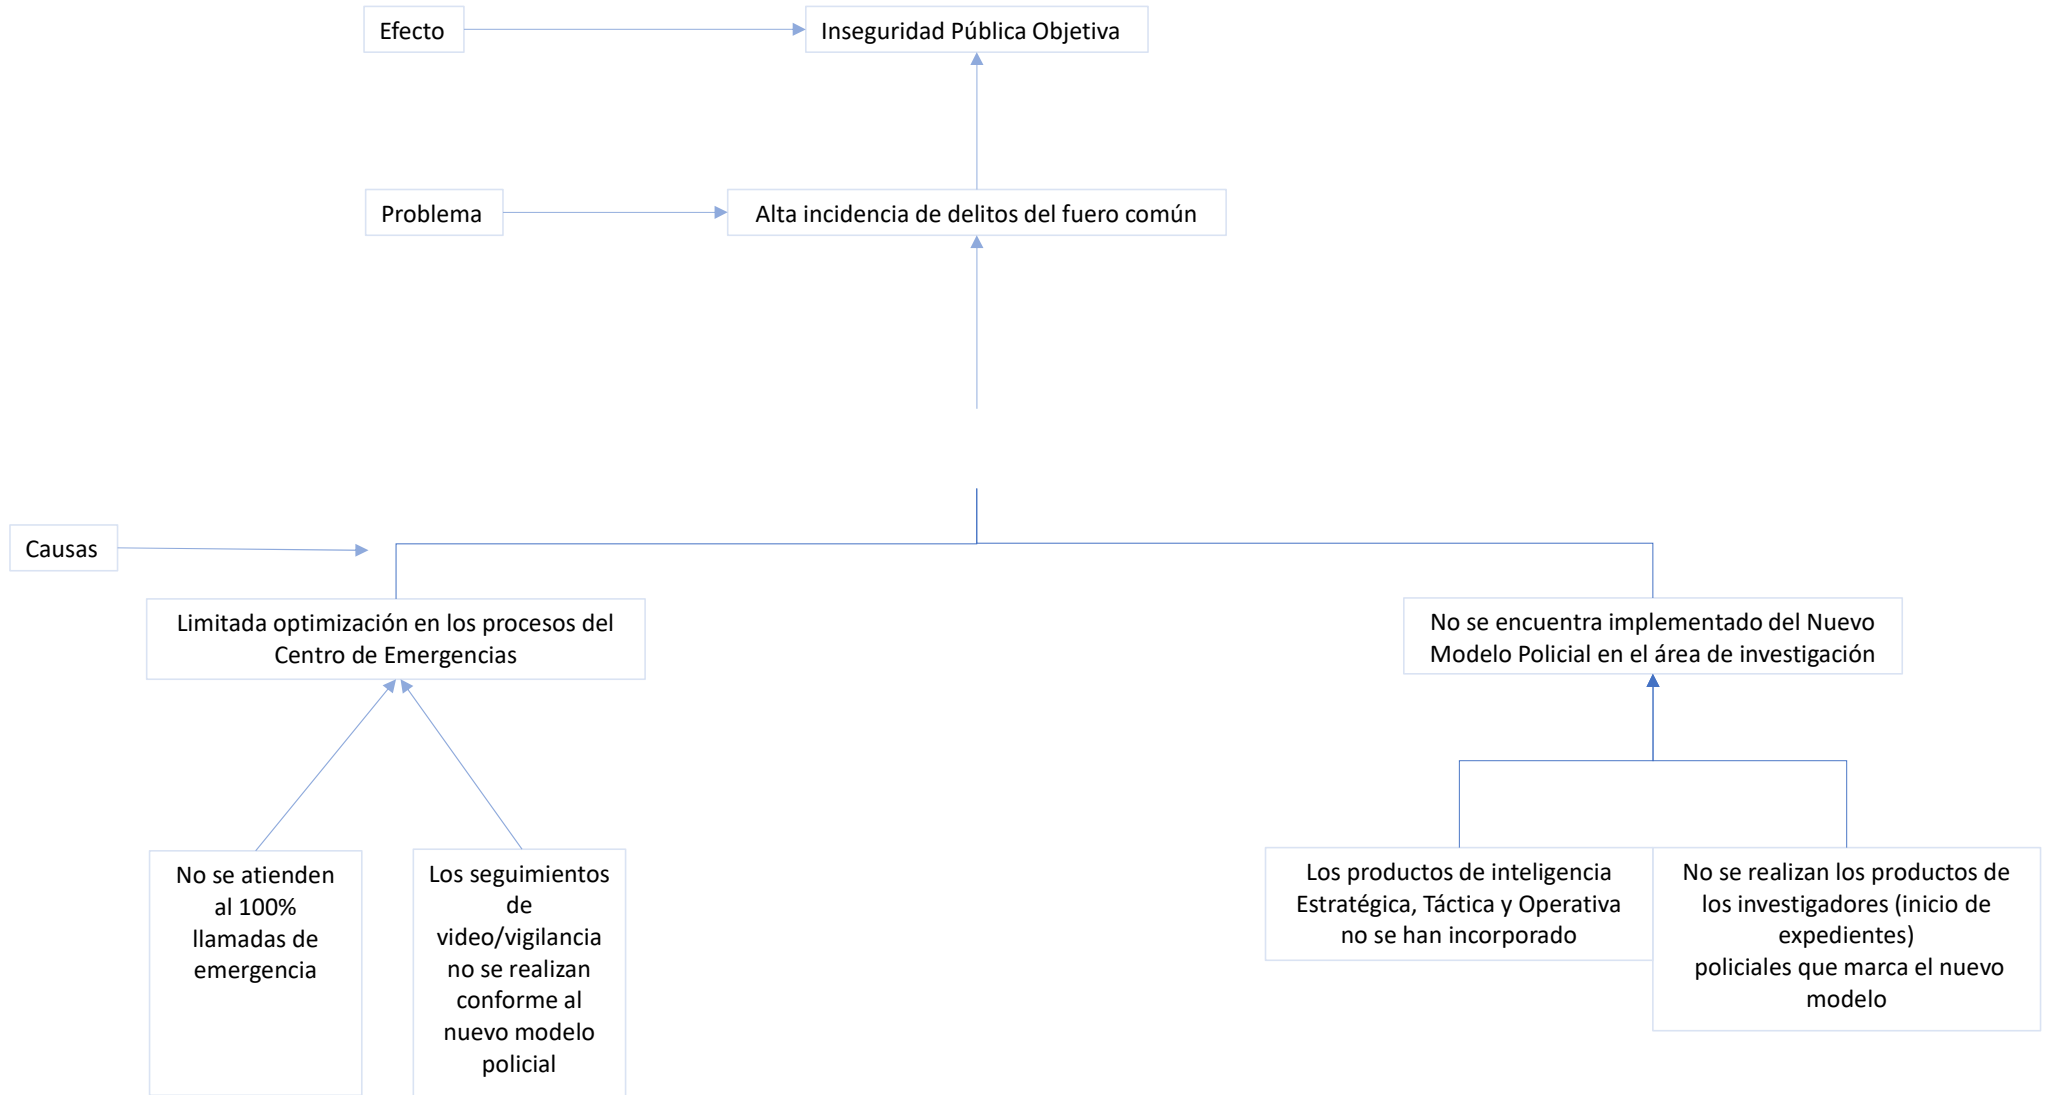 Efecto
Inseguridad Pública Objetiva
Problema
Alta incidencia de delitos del fuero común
Causas
Limitada optimización en los procesos del
Centro de Emergencias
No se encuentra implementado del Nuevo
Modelo Policial en el área de investigación
No se atienden
al 100%
llamadas de
emergencia
Los seguimientos
de
video/vigilancia
no se realizan
conforme al
nuevo modelo
policial
Los productos de inteligencia
Estratégica, Táctica y Operativa
no se han incorporado
No se realizan los productos de
los investigadores (inicio de
expedientes)
policiales que marca el nuevo
modelo